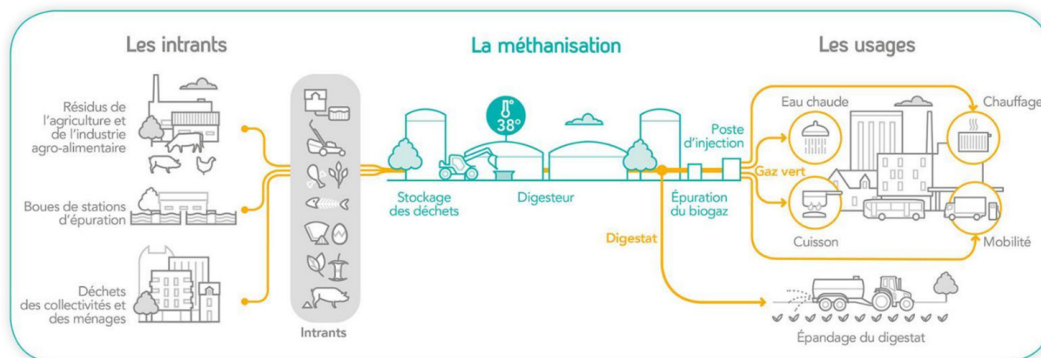 Les intrants
La méthanisation
Les usages
Résidus de
l'agriculture et
de l'industrie
agro-alimentaire
Boues de stations
d'épuration
Déchets
des collectivités et
des ménages
Intrants
38°
Stockage
des déchets
Digesteur
Poste
d'injection
Épuration
du biogaz
Digestat
Gaz vert
Eau chaude
Chauffage
Cuisson
Mobilité
Épandage du digestat